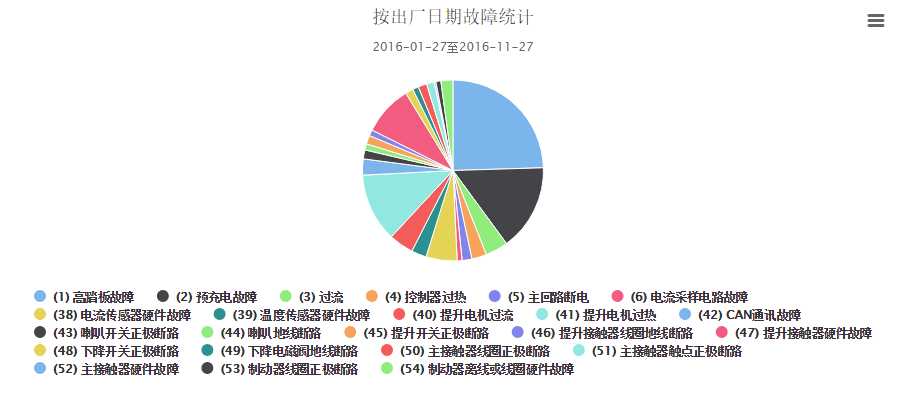 按出厂日期故障统计
2016-01-27至2016-11-27
(1) 高踏板故障 (2) 预充电故障 (3) 过流 (4) 控制器过热 (5) 主回路断电 (6) 电流采样电路故障
(38) 电流传感器硬件故障 (39) 温度传感器硬件故障 (40) 提升电机过流 (41) 提升电机过热 (42) CAN通讯故障
(43) 喇叭开关正极断路 (44) 喇叭地线断路 (45) 提升开关正极断路 (46) 提升接触器线圈地线断路 (47) 提升接触器硬件故障
(48) 下降开关正极断路 (49) 下降电磁阀地线断路 (50) 主接触器线圈正极断路 (51) 主接触器触点正极断路
(52) 主接触器硬件故障 (53) 制动器线圈正极断路 (54) 制动器离线或线圈硬件故障